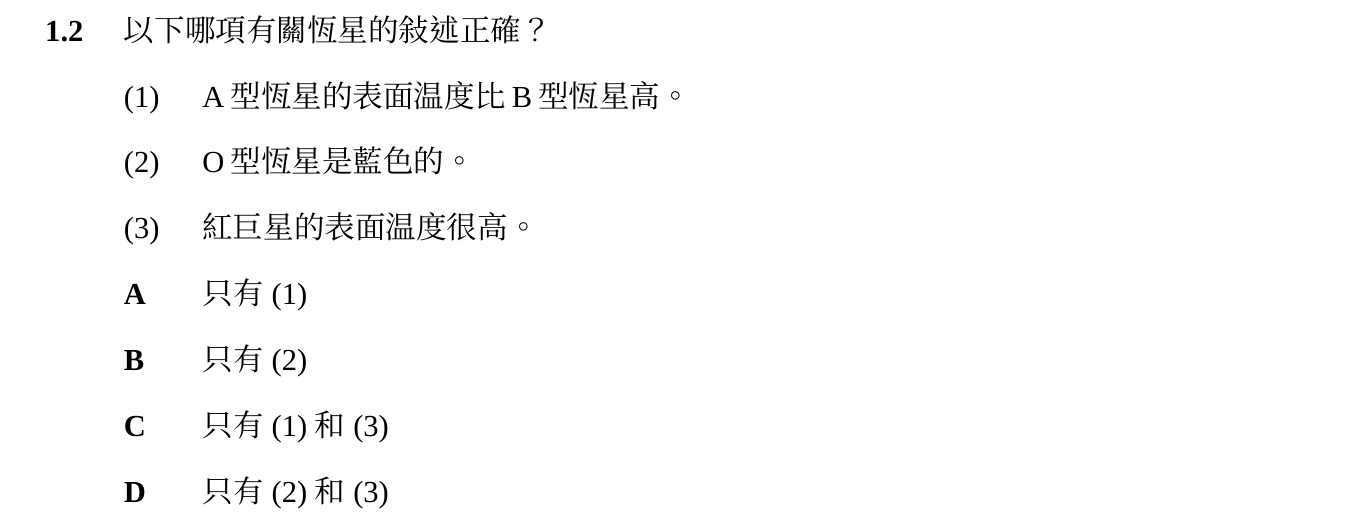 1.2 以下哪項有關恆星的敍述正確？
(1) A 型恆星的表面温度比 B 型恆星高。
(2) O 型恆星是藍色的。
(3) 紅巨星的表面温度很高。
A 只有 (1)
B 只有 (2)
C 只有 (1) 和 (3)
D 只有 (2) 和 (3)